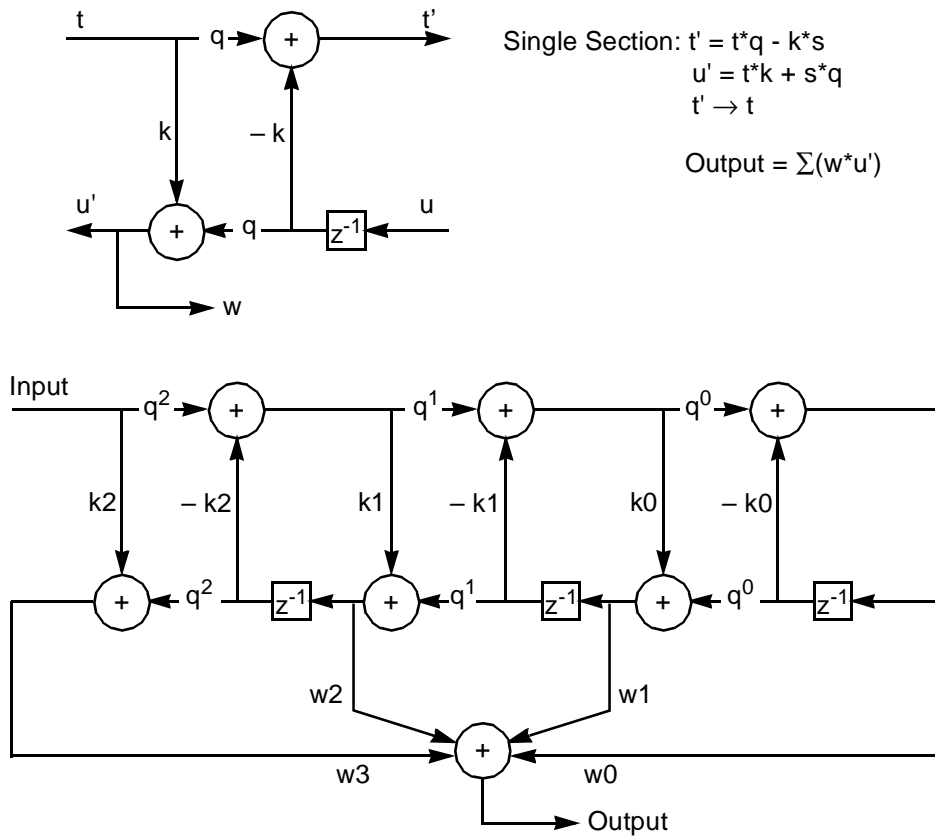 t q + t'
Single Section: t' = t*q - k*s
u' = t*k + s*q
t' → t
k – k
Output = ∑(w*u')
u' + q z⁻¹ u
w
Input
q² + q¹ + q⁰ +
k2 – k2 k1 – k1 k0 – k0
+ q² z⁻¹ + q¹ z⁻¹ + q⁰ z⁻¹
w2 w1
+
w3 w0
Output